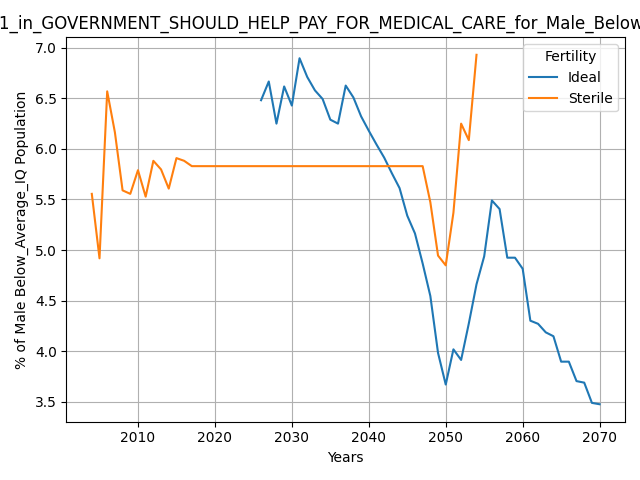 1_in_GOVERNMENT_SHOULD_HELP_PAY_FOR_MEDICAL_CARE_for_Male_Below
Fertility
Ideal
Sterile
% of Male Below_Average_IQ Population
7.0
6.5
6.0
5.5
5.0
4.5
4.0
3.5
2010 2020 2030 2040 2050 2060 2070
Years